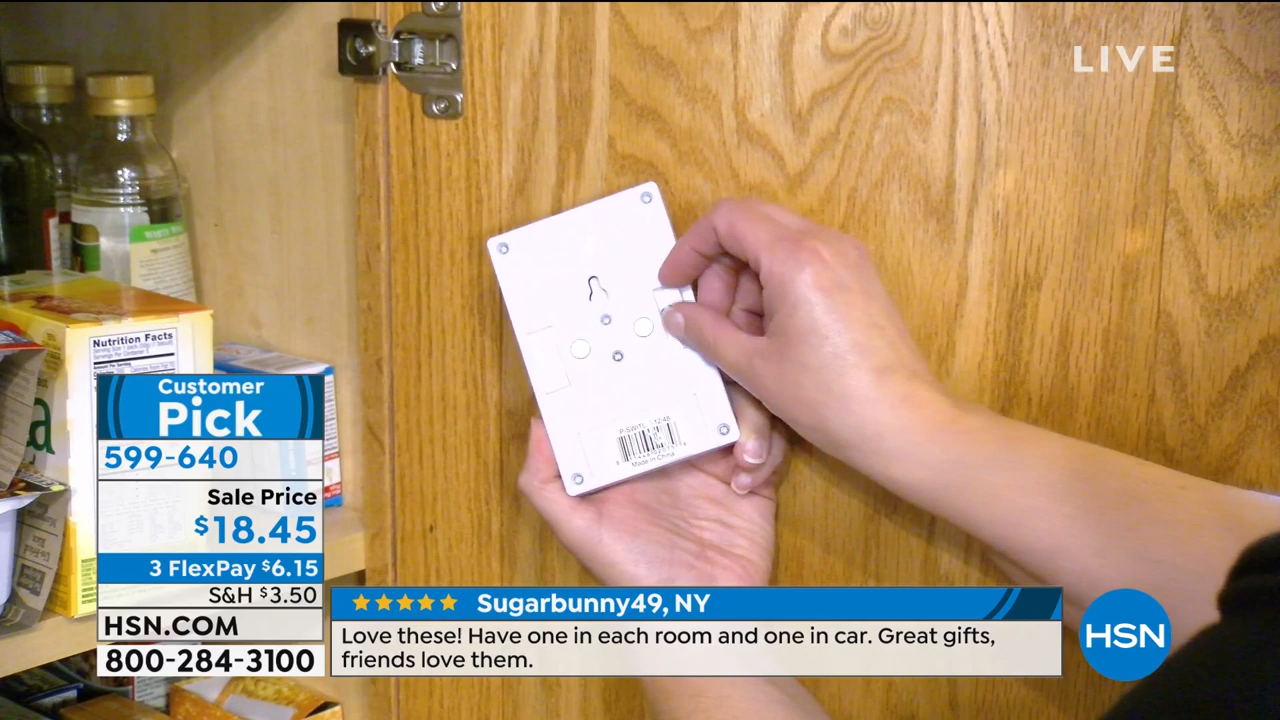 LIVE
WHITE WINE
Nutrition Facts
Customer
Pick
599-640
Sale Price
$18.45
3 FlexPay $6.15
S&H $3.50
HSN.COM
800-284-3100
★★★★★ Sugarbunny49, NY
Love these! Have one in each room and one in car. Great gifts,
friends love them.
HSN
Made in China